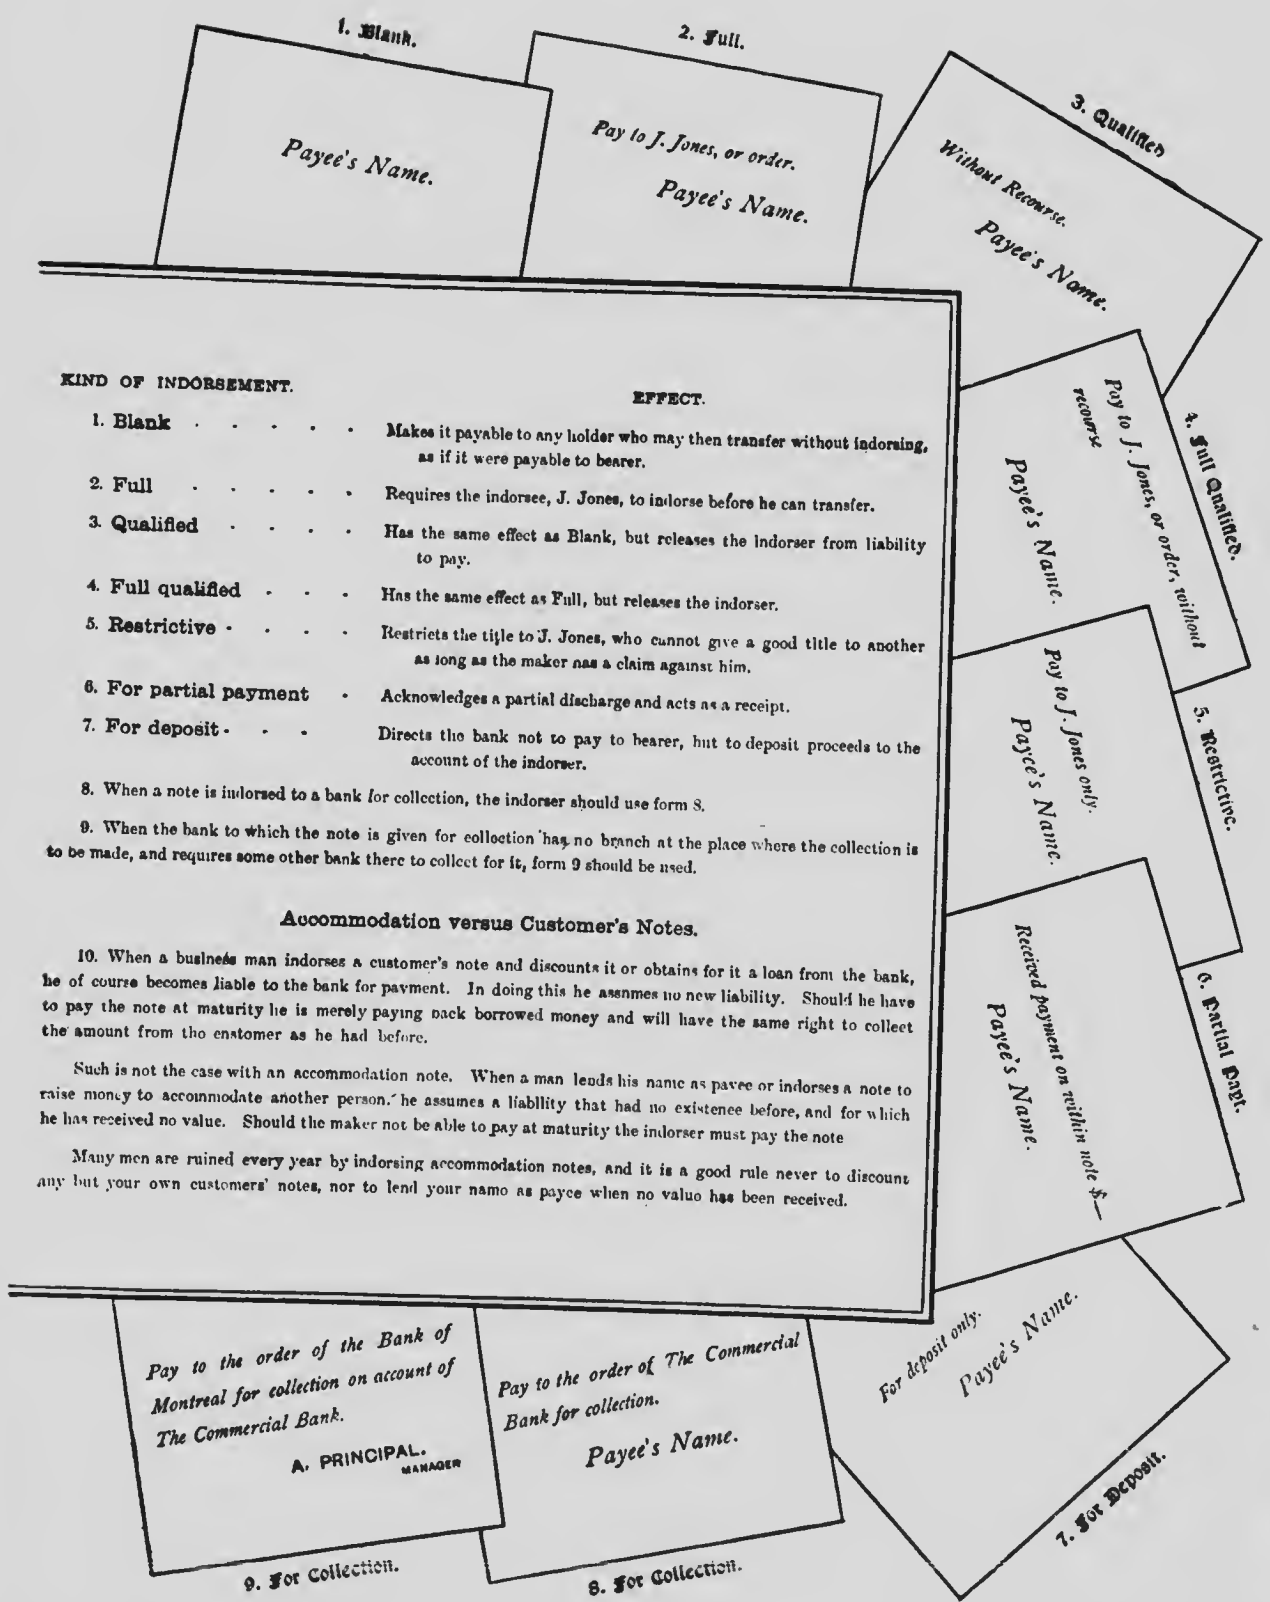 1. Blank.
Payee's Name.
2. Full.
Pay to J. Jones, or order.
Payee's Name.
3. Qualified
Without Recourse.
Payee's Name.
4. Full Qualified.
Pay to J. Jones, or order, without
recourse
Payee's Name.
5. Restrictive.
Pay to J. Jones only.
Payee's Name.
6. Partial Paymt.
Received payment on within note $—
Payee's Name.
7. For Deposit.
For deposit only.
Payee's Name.
8. For Collection.
Pay to the order of The Commercial
Bank for collection.
Payee's Name.
9. For Collection.
Pay to the order of the Bank of
Montreal for collection on account of
The Commercial Bank.
A. PRINCIPAL.
MANAGER
KIND OF INDORSEMENT. EFFECT.
1. Blank . . . . . Makes it payable to any holder who may then transfer without indorsing,
as if it were payable to bearer.
2. Full . . . . . Requires the indorsee, J. Jones, to indorse before he can transfer.
3. Qualified . . . . Has the same effect as Blank, but releases the indorser from liability
to pay.
4. Full qualified . . . Has the same effect as Full, but releases the indorser.
5. Restrictive . . . . Restricts the title to J. Jones, who cannot give a good title to another
as long as the maker has a claim against him.
6. For partial payment . Acknowledges a partial discharge and acts as a receipt.
7. For deposit . . . Directs the bank not to pay to bearer, but to deposit proceeds to the
account of the indorser.
8. When a note is indorsed to a bank for collection, the indorser should use form 8.
9. When the bank to which the note is given for collection has no branch at the place where the collection is
to be made, and requires some other bank there to collect for it, form 9 should be used.
Accommodation versus Customer's Notes.
10. When a business man indorses a customer's note and discounts it or obtains for it a loan from the bank,
he of course becomes liable to the bank for payment. In doing this he assumes no new liability. Should he have
to pay the note at maturity he is merely paying back borrowed money and will have the same right to collect
the amount from the customer as he had before.
Such is not the case with an accommodation note. When a man lends his name as payee or indorses a note to
raise money to accommodate another person, he assumes a liability that had no existence before, and for which
he has received no value. Should the maker not be able to pay at maturity the indorser must pay the note
Many men are ruined every year by indorsing accommodation notes, and it is a good rule never to discount
any but your own customers' notes, nor to lend your name as payee when no value has been received.